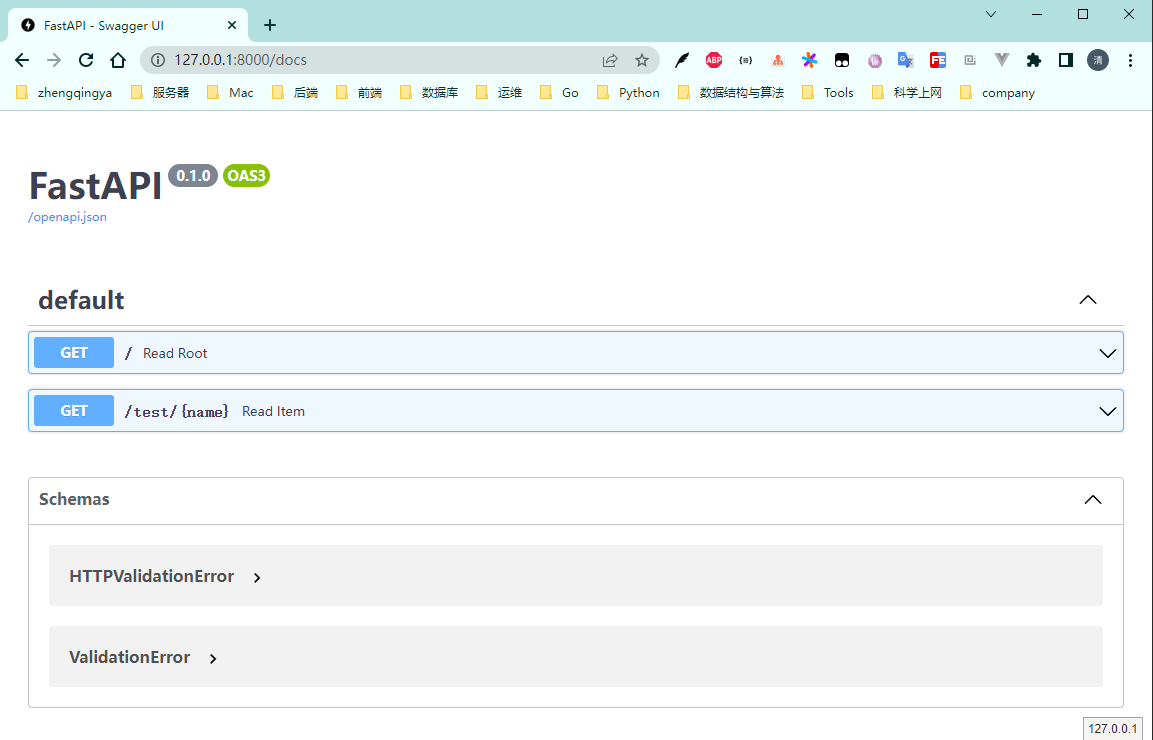 FastAPI - Swagger UI
127.0.0.1:8000/docs
ABP
清
zhengqingya 服务器 Mac 后端 前端 数据库 运维 Go Python 数据结构与算法 Tools 科学上网 company
FastAPI 0.1.0 OAS3
/openapi.json
default
GET / Read Root
GET /test/{name} Read Item
Schemas
HTTPValidationError
ValidationError
127.0.0.1